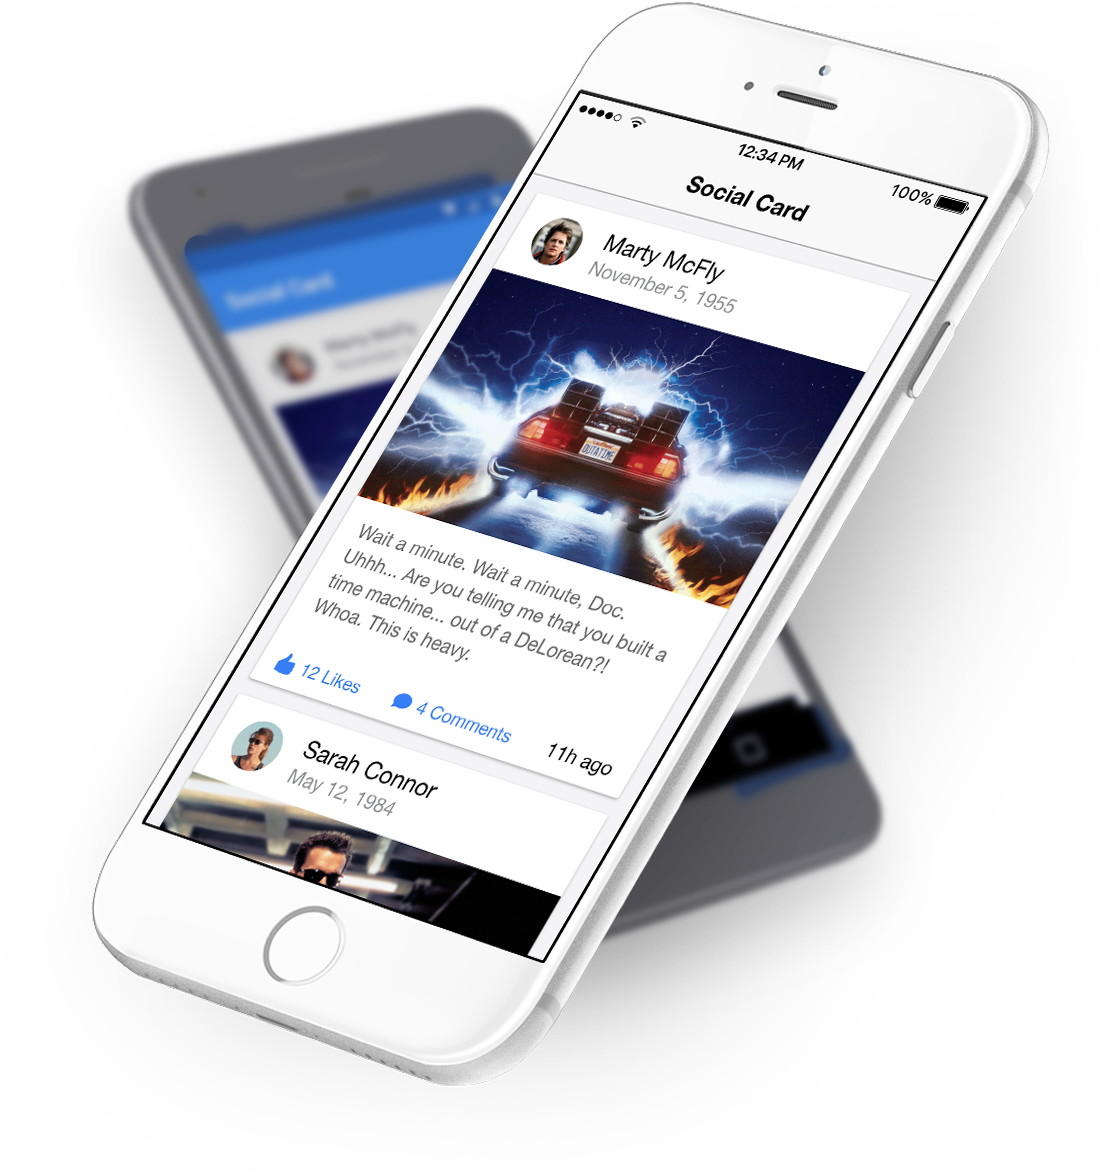 12:34 PM
100%
Social Card
Marty McFly
November 5, 1955
OUTATIME
Wait a minute. Wait a minute, Doc.
Uhhh... Are you telling me that you built a
time machine... out of a DeLorean?!
Whoa. This is heavy.
12 Likes
4 Comments
11h ago
Sarah Connor
May 12, 1984
Social Card
Marty McFly